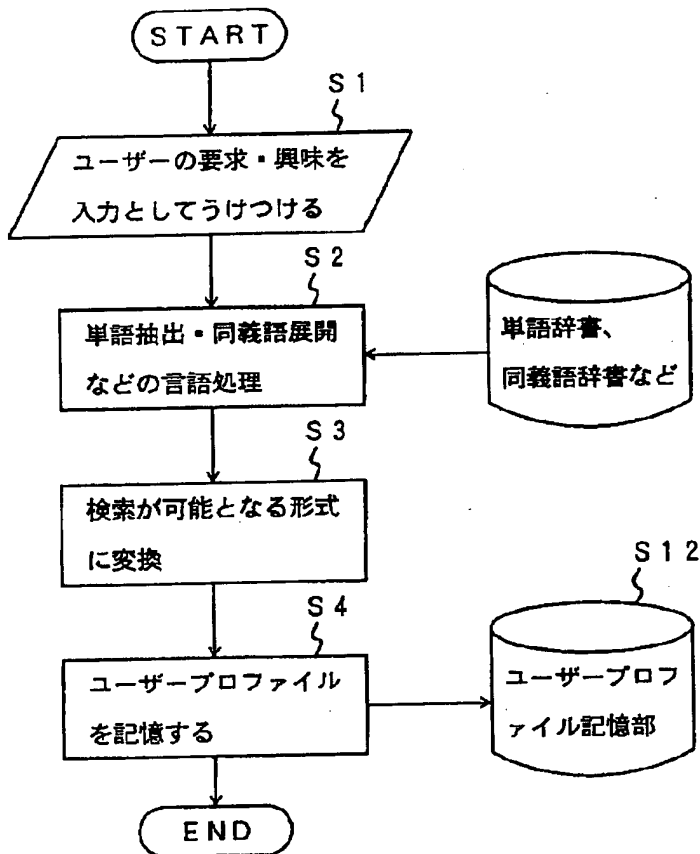 START
S1
ユーザーの要求・興味を
入力としてうけつける
S2
単語抽出・同義語展開
などの言語処理
単語辞書、
同義語辞書など
S3
検索が可能となる形式
に変換
S12
S4
ユーザープロファイル
を記憶する
ユーザープロフ
ァイル記憶部
END